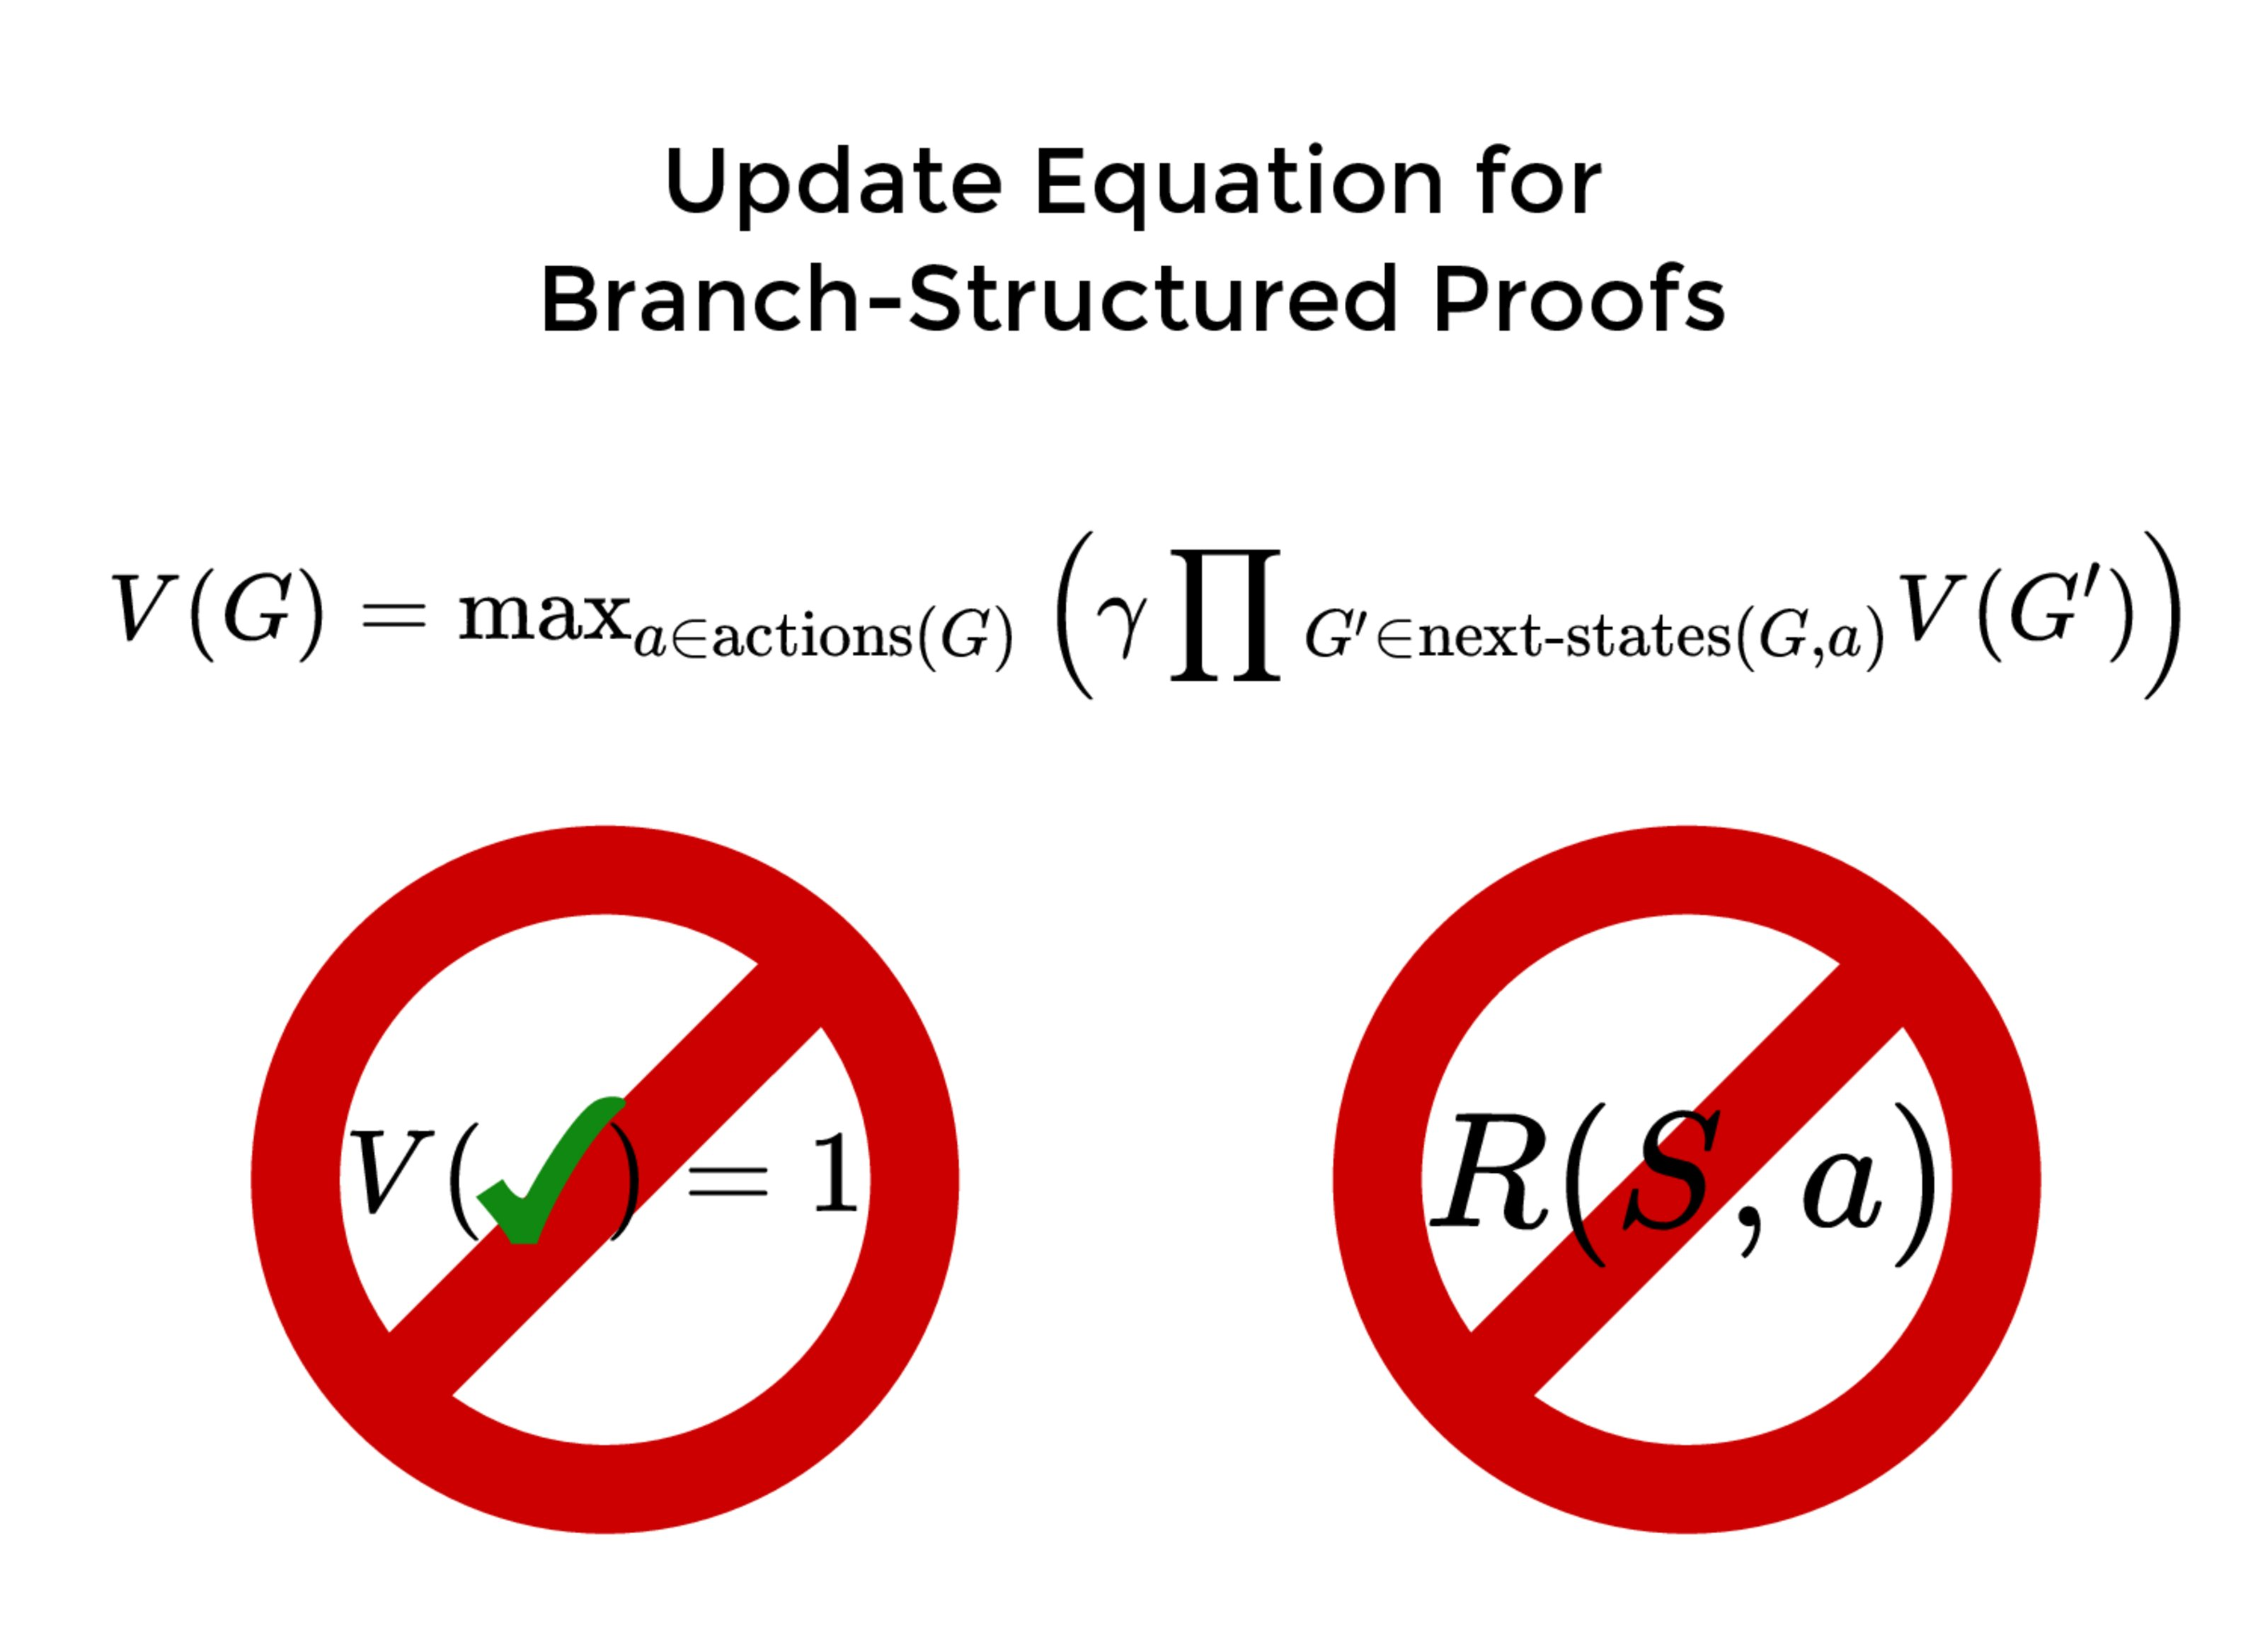 Update Equation for
Branch-Structured Proofs
V(G) = max_{a∈actions(G)} (γ ∏_{G′∈next-states(G,a)} V(G′))
V(✓) = 1
R(S, a)